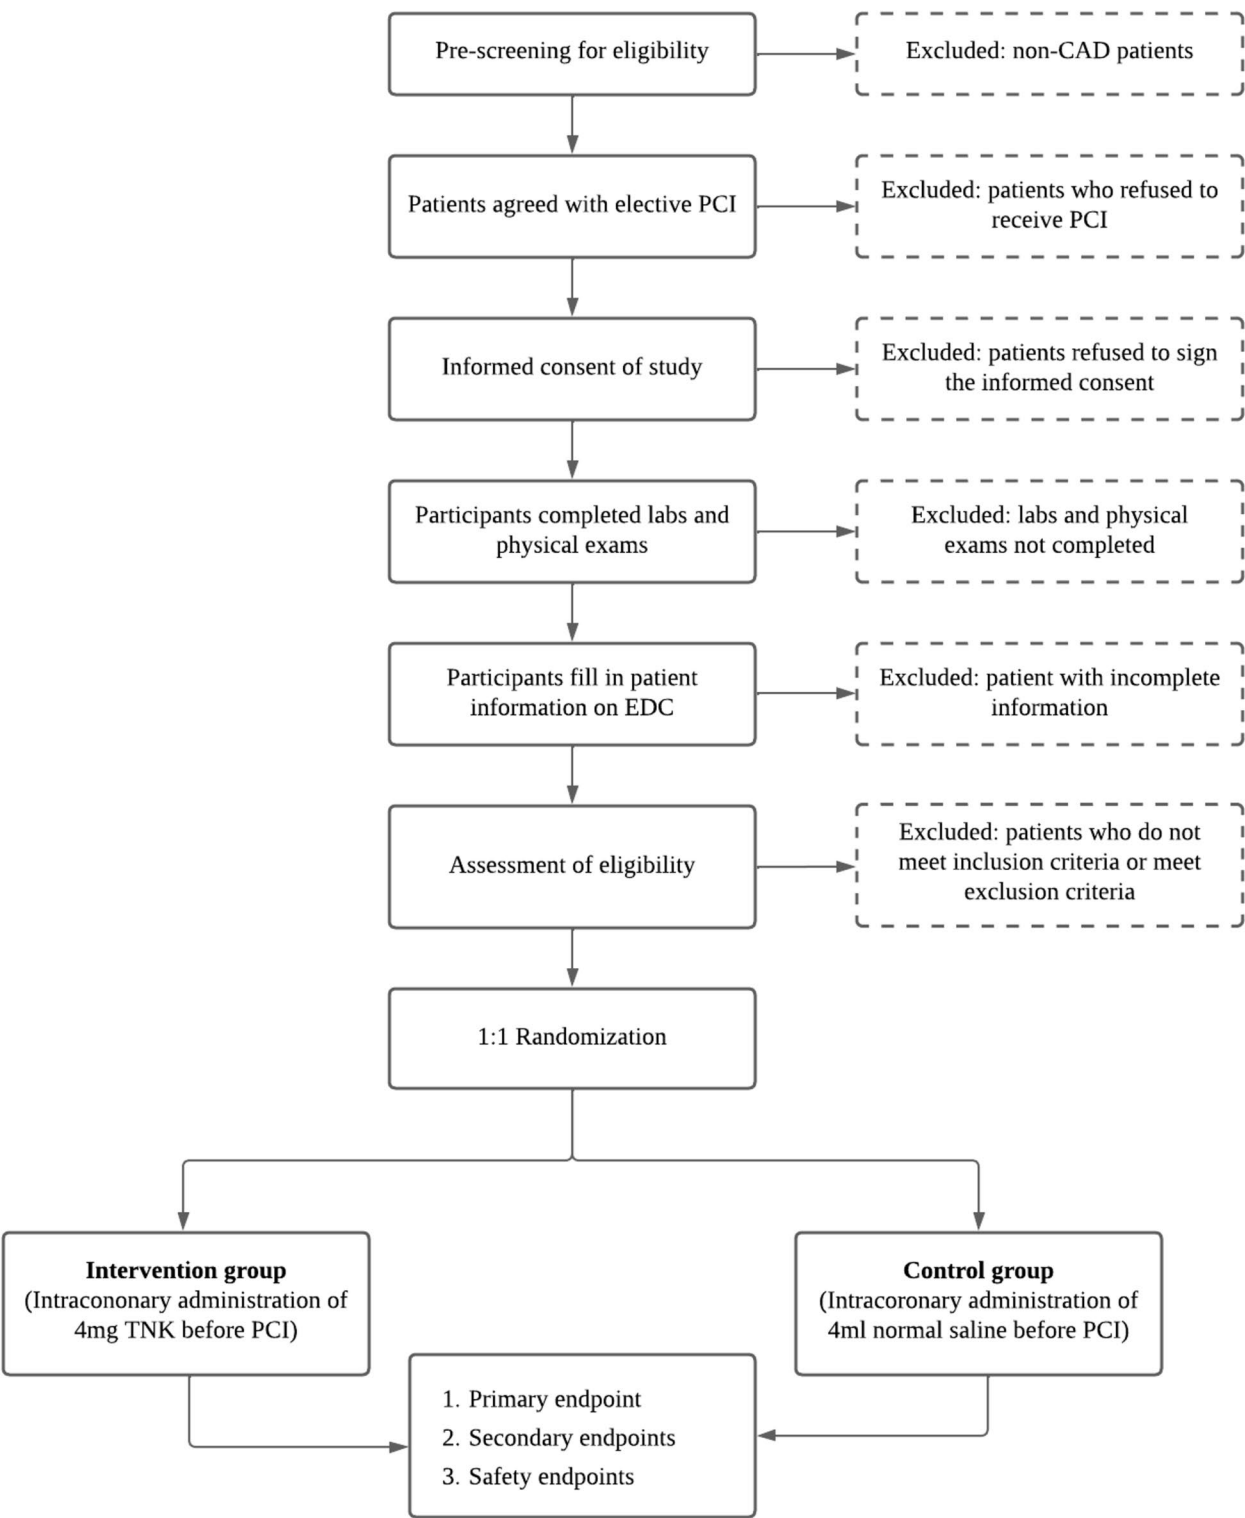 Pre-screening for eligibility
Excluded: non-CAD patients
Patients agreed with elective PCI
Excluded: patients who refused to
receive PCI
Informed consent of study
Excluded: patients refused to sign
the informed consent
Participants completed labs and
physical exams
Excluded: labs and physical
exams not completed
Participants fill in patient
information on EDC
Excluded: patient with incomplete
information
Assessment of eligibility
Excluded: patients who do not
meet inclusion criteria or meet
exclusion criteria
1:1 Randomization
Intervention group
(Intracononary administration of
4mg TNK before PCI)
Control group
(Intracoronary administration of
4ml normal saline before PCI)
1. Primary endpoint
2. Secondary endpoints
3. Safety endpoints